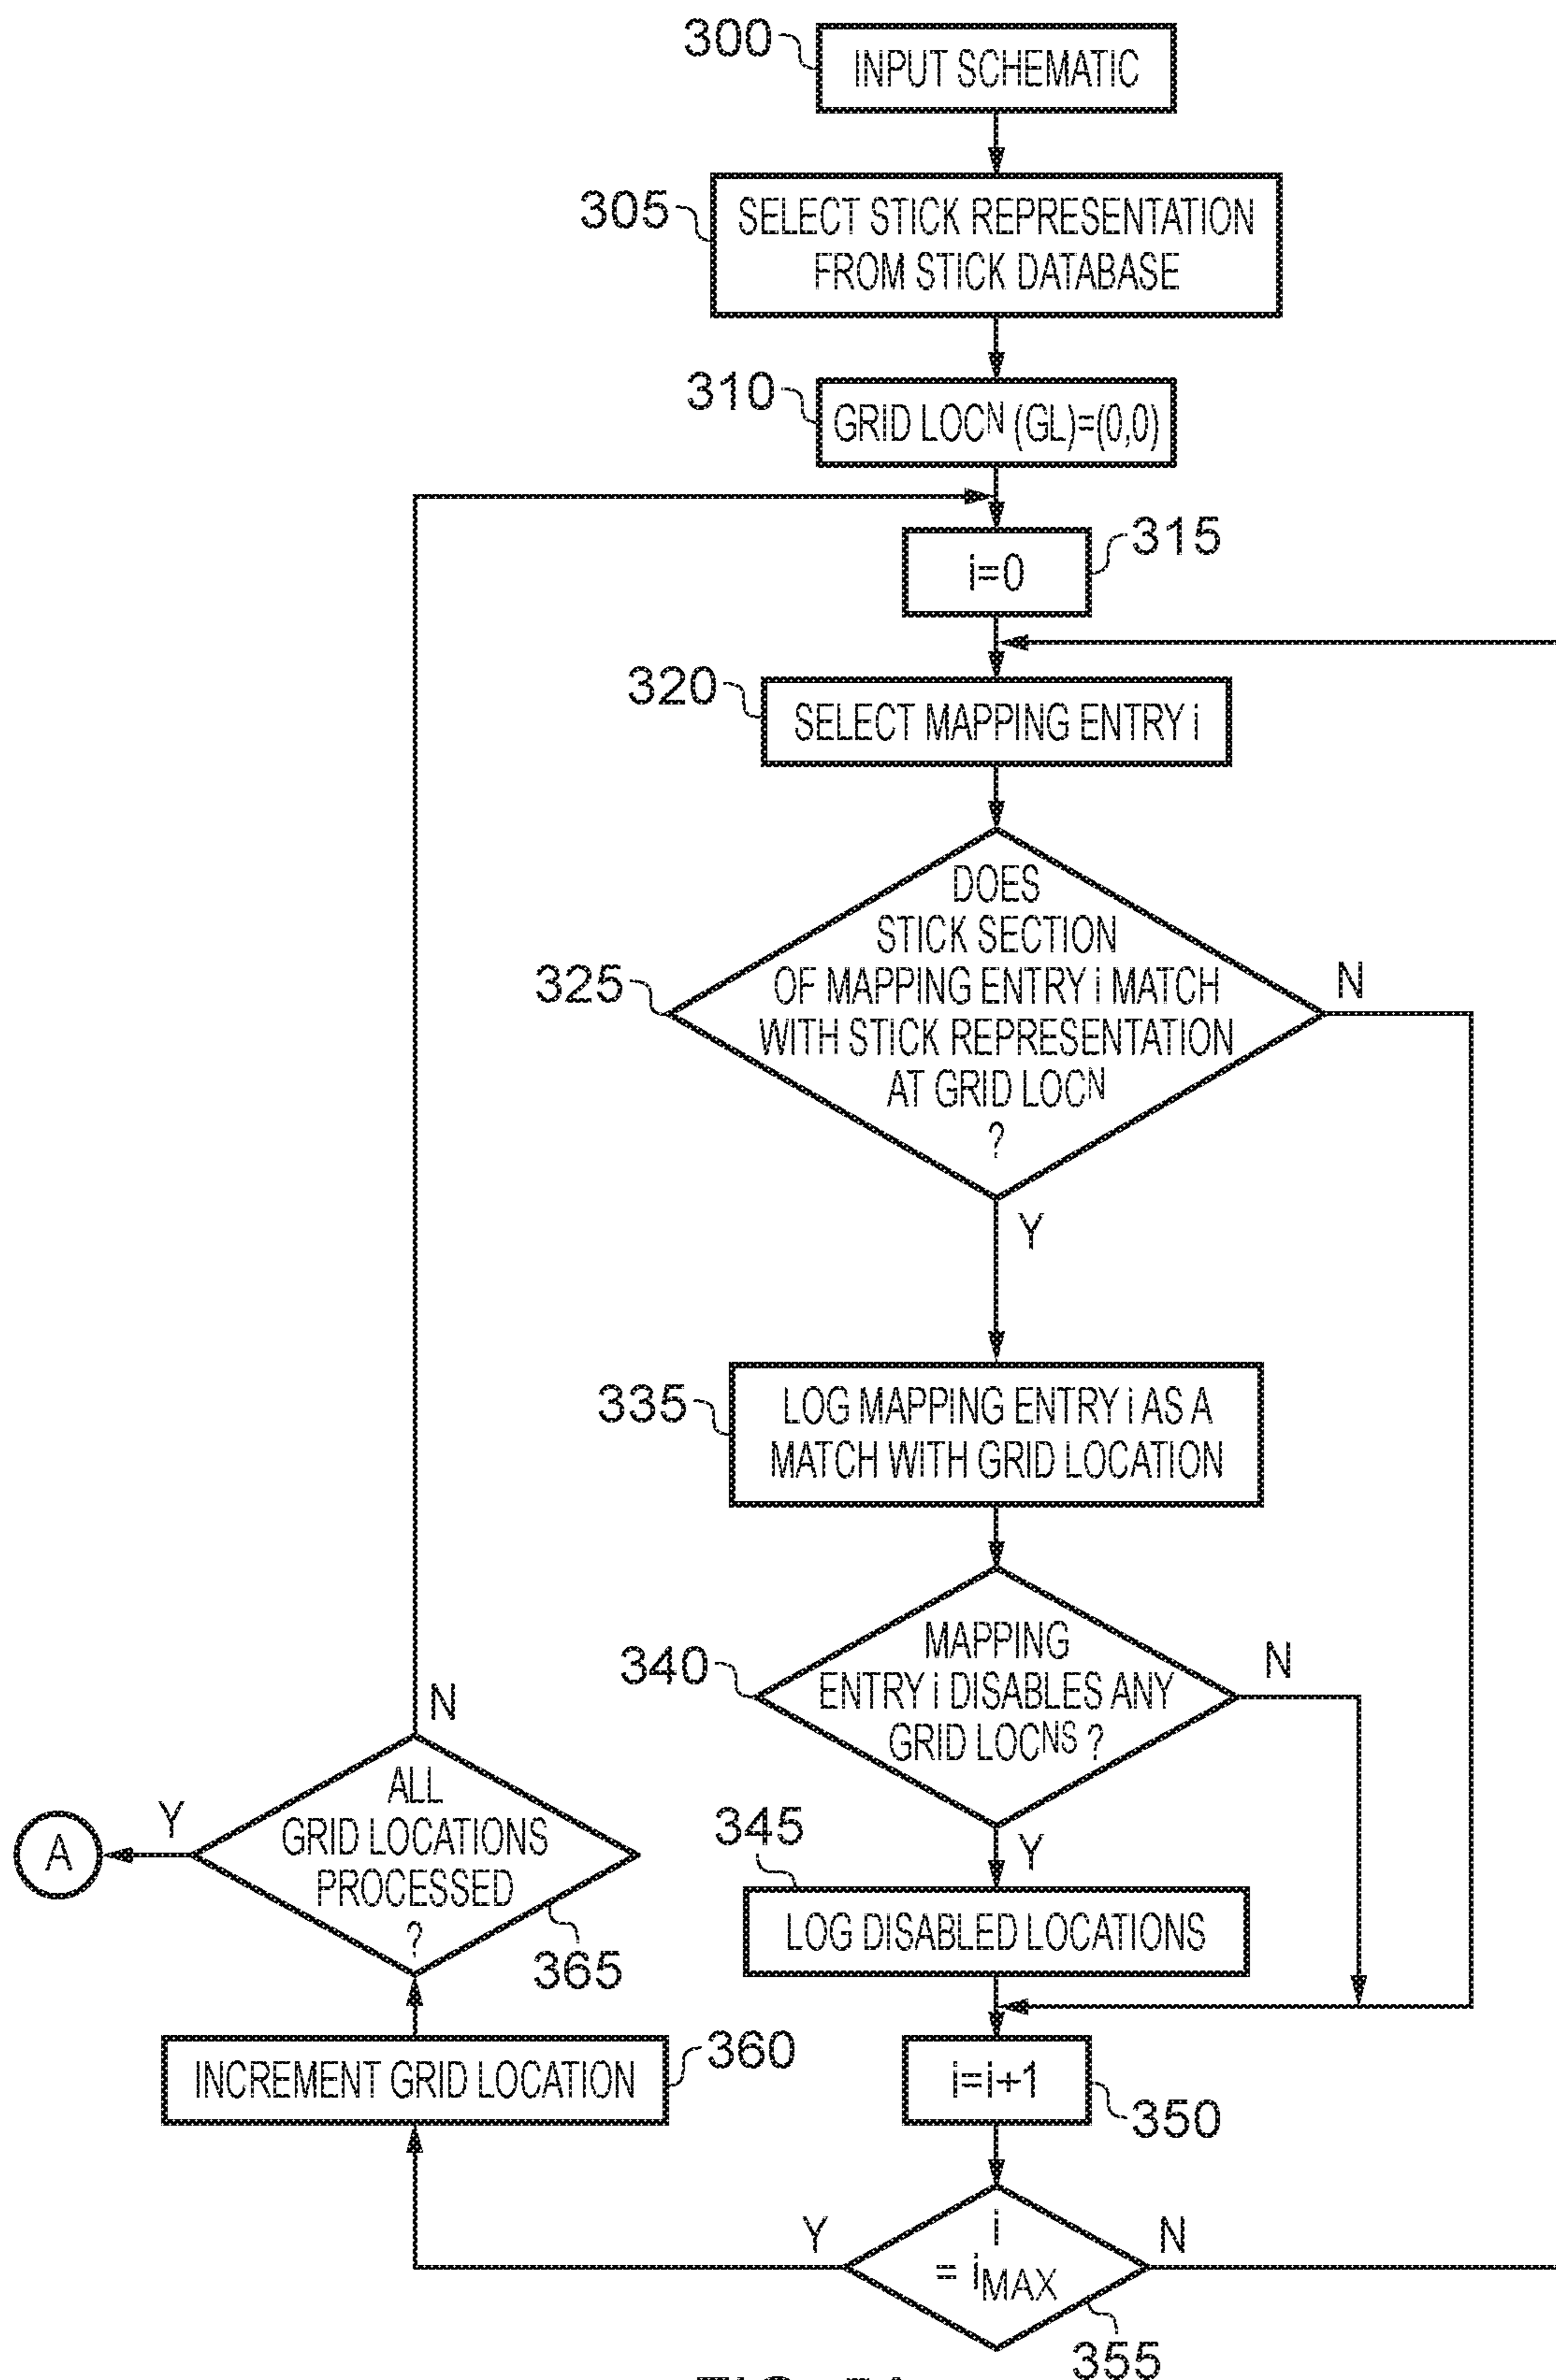 300
INPUT SCHEMATIC
305
SELECT STICK REPRESENTATION
FROM STICK DATABASE
310
GRID LOCᴺ (GL)=(0,0)
315
i=0
320
SELECT MAPPING ENTRY i
DOES
STICK SECTION
OF MAPPING ENTRY i MATCH
WITH STICK REPRESENTATION
AT GRID LOCᴺ
?
325
N
Y
335
LOG MAPPING ENTRY i AS A
MATCH WITH GRID LOCATION
MAPPING
ENTRY i DISABLES ANY
GRID LOCᴺˢ ?
340
N
Y
345
LOG DISABLED LOCATIONS
N
ALL
GRID LOCATIONS
PROCESSED
?
365
Y
A
INCREMENT GRID LOCATION
360
i=i+1
350
Y
i
= iMAX
N
355